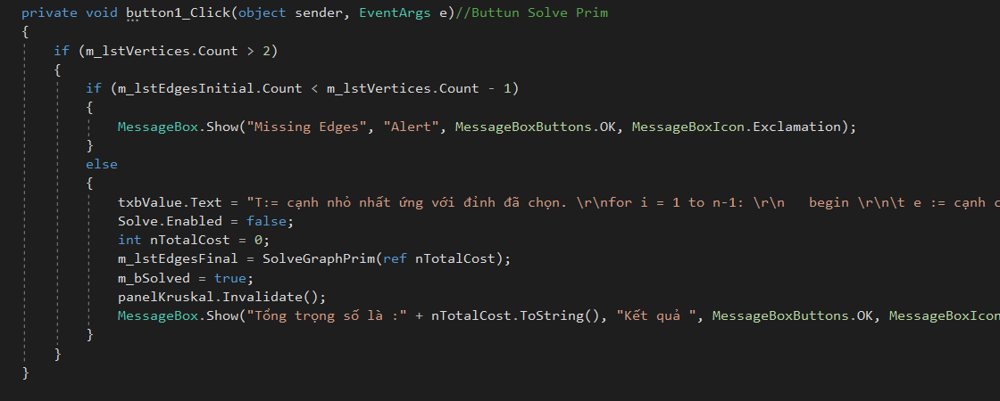 private void button1_Click(object sender, EventArgs e)//Buttun Solve Prim
{
if (m_lstVertices.Count > 2)
{
if (m_lstEdgesInitial.Count < m_lstVertices.Count - 1)
{
MessageBox.Show("Missing Edges", "Alert", MessageBoxButtons.OK, MessageBoxIcon.Exclamation);
}
else
{
txbValue.Text = "T:= cạnh nhỏ nhất ứng với đỉnh đã chọn. \r\nfor i = 1 to n-1: \r\n   begin \r\n\t e := cạnh c
Solve.Enabled = false;
int nTotalCost = 0;
m_lstEdgesFinal = SolveGraphPrim(ref nTotalCost);
m_bSolved = true;
panelKruskal.Invalidate();
MessageBox.Show("Tổng trọng số là :" + nTotalCost.ToString(), "Kết quả ", MessageBoxButtons.OK, MessageBoxIcon
}
}
}